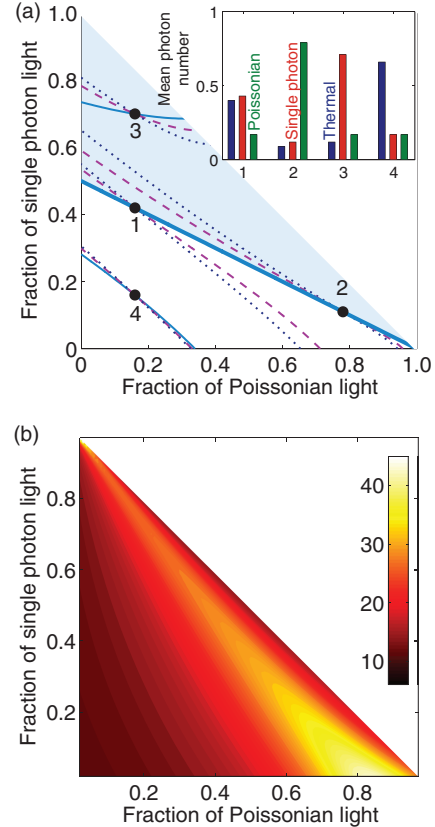 (a)
Fraction of single photon light
1.0
0.8
0.6
0.4
0.2
0
3
1
2
4
0 0.2 0.4 0.6 0.8 1.0
Fraction of Poissonian light
Mean photon
number
1
0.5
0
Poissonian
Single photon
Thermal
1 2 3 4
(b)
Fraction of single photon light
0.8
0.6
0.4
0.2
0.2 0.4 0.6 0.8
Fraction of Poissonian light
40
30
20
10